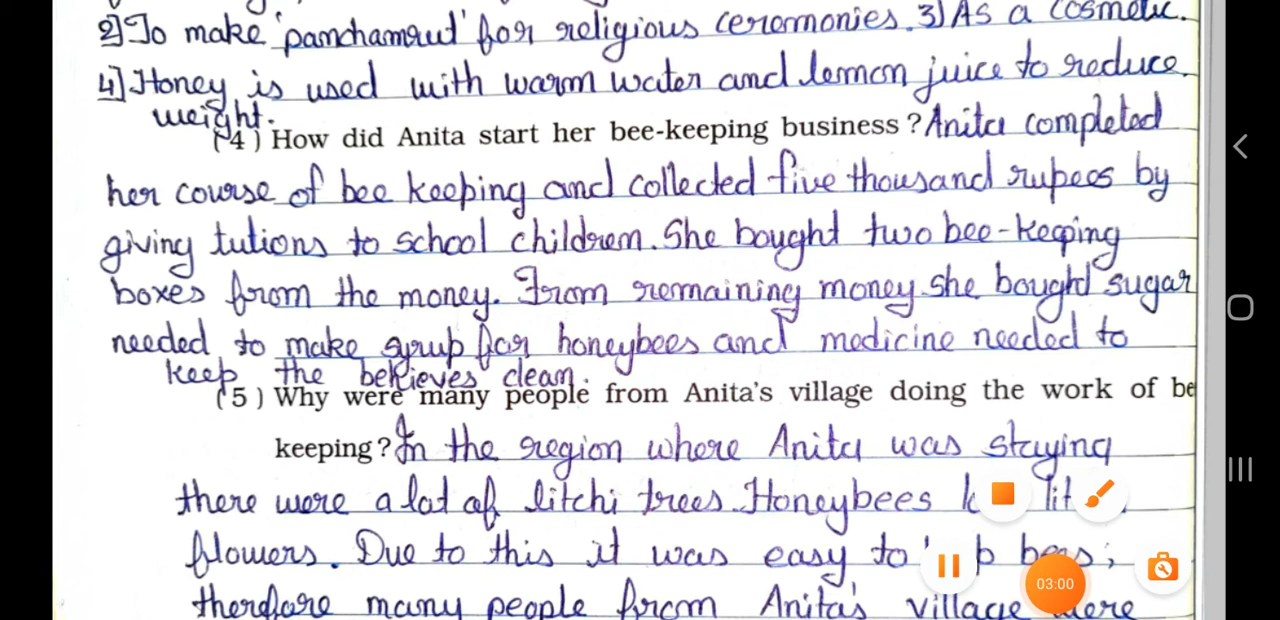 2] To make 'panchamrut' for religious ceremonies. 3) As a cosmetic.
4] Honey is used with warm water and lemon juice to reduce
weight.
(4) How did Anita start her bee-keeping business? Anita completed
her course of bee keeping and collected five thousand rupees by
giving tutions to school children. She bought two bee-keeping
boxes from the money. From remaining money she bought sugar
needed to make syrup for honeybees and medicine needed to
keep the clean.
(5) Why were many people from Anita's village doing the work of be
keeping? In the region where Anita was staying
there were a lot of litchi trees. Honeybees
flowers. Due to this it was easy to bees;
therefore many people from Anita's village were
03:00